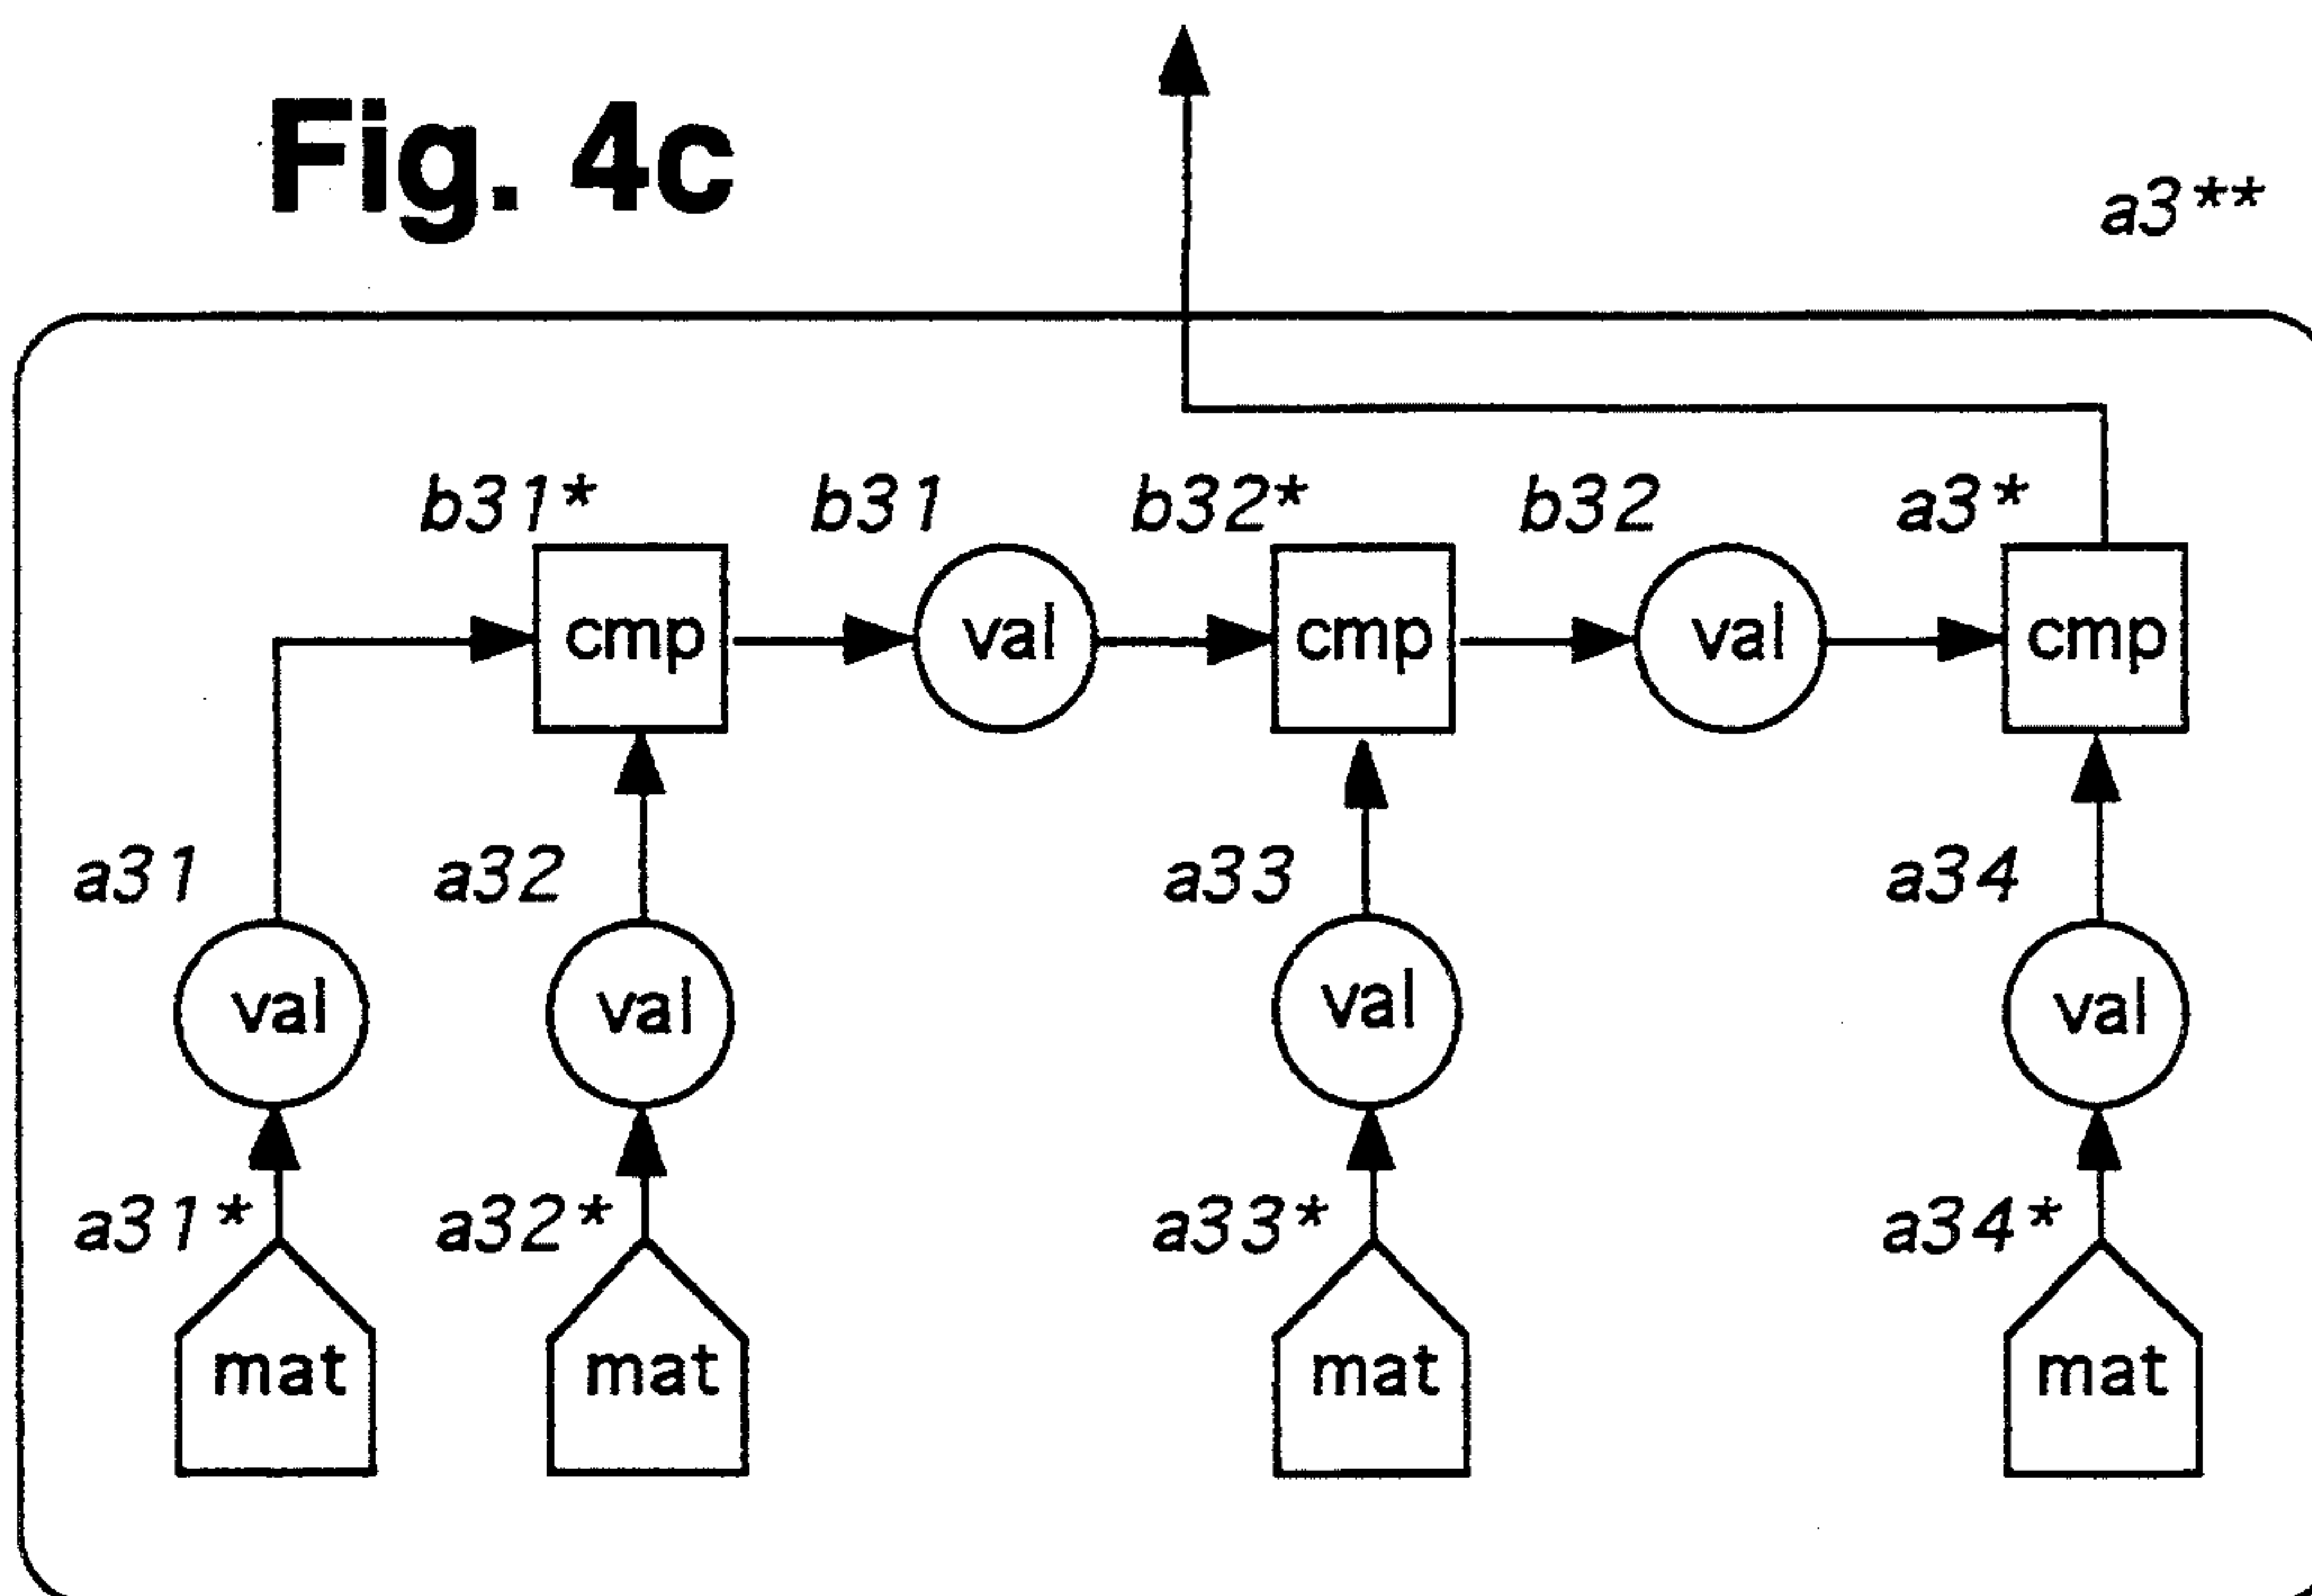 Fig. 4c
a3**
b31* b31 b32* b32 a3*
cmp val cmp val cmp
a31 a32 a33 a34
val val val val
a31* a32* a33* a34*
mat mat mat mat